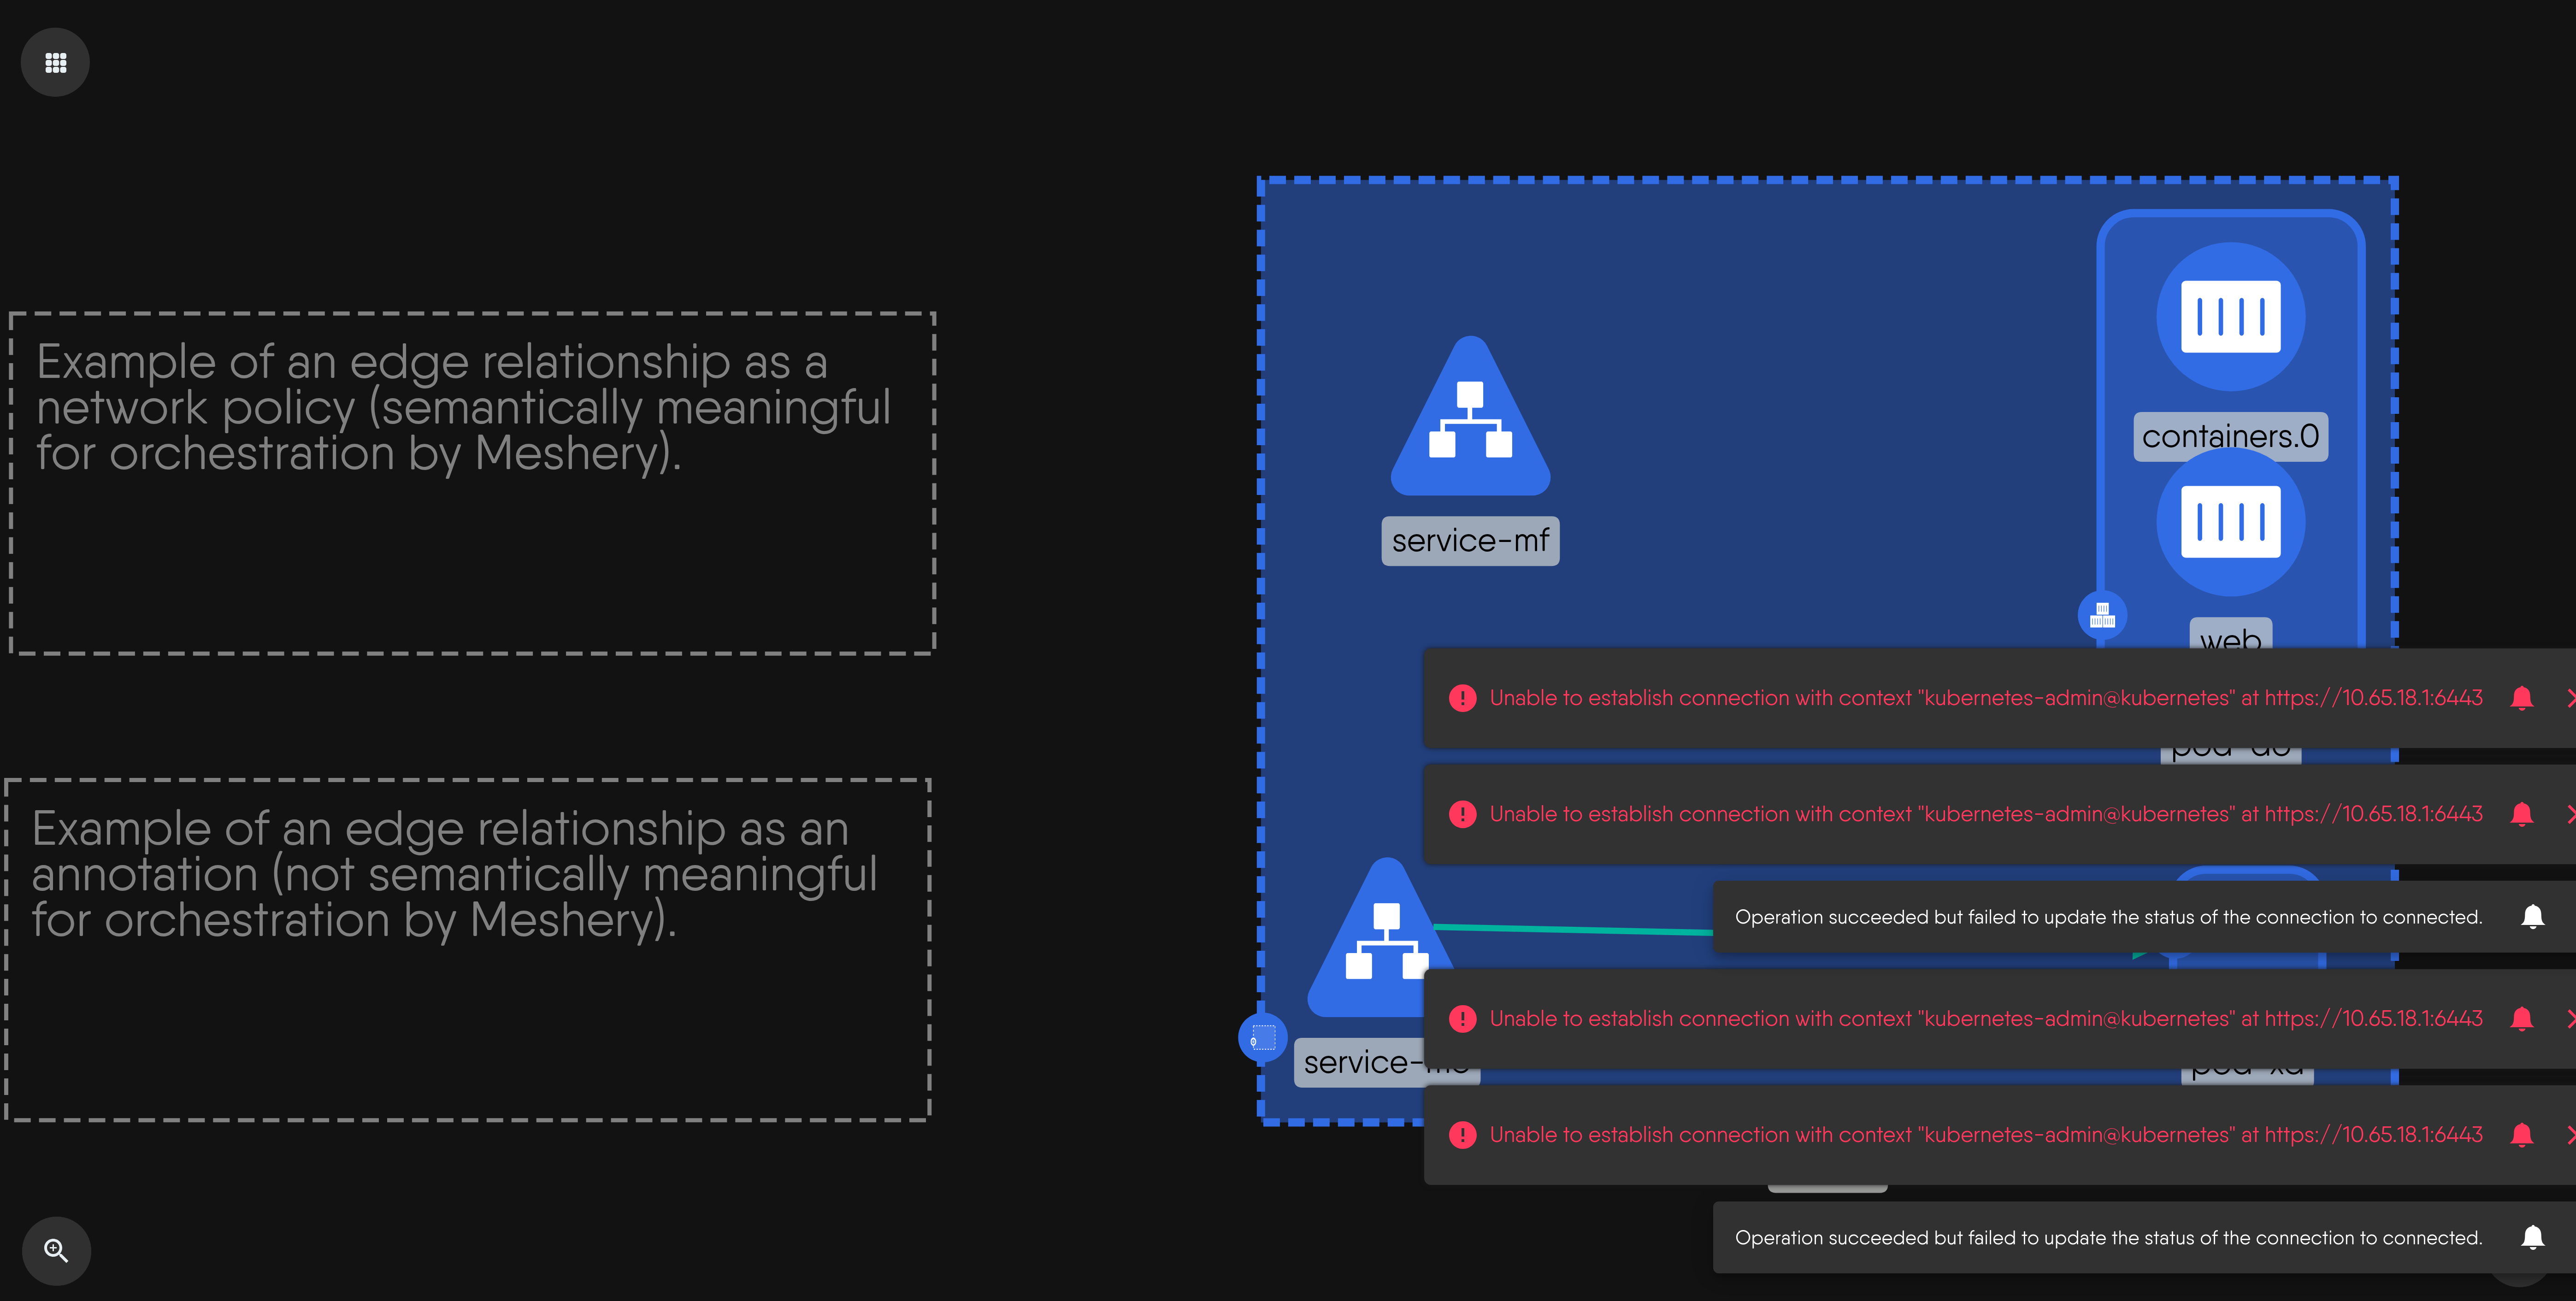 Example of an edge relationship as a
network policy (semantically meaningful
for orchestration by Meshery).
Example of an edge relationship as an
annotation (not semantically meaningful
for orchestration by Meshery).
containers.0
service-mf
web
Unable to establish connection with context "kubernetes-admin@kubernetes" at https://10.65.18.1:6443
Unable to establish connection with context "kubernetes-admin@kubernetes" at https://10.65.18.1:6443
Operation succeeded but failed to update the status of the connection to connected.
Unable to establish connection with context "kubernetes-admin@kubernetes" at https://10.65.18.1:6443
Unable to establish connection with context "kubernetes-admin@kubernetes" at https://10.65.18.1:6443
Operation succeeded but failed to update the status of the connection to connected.